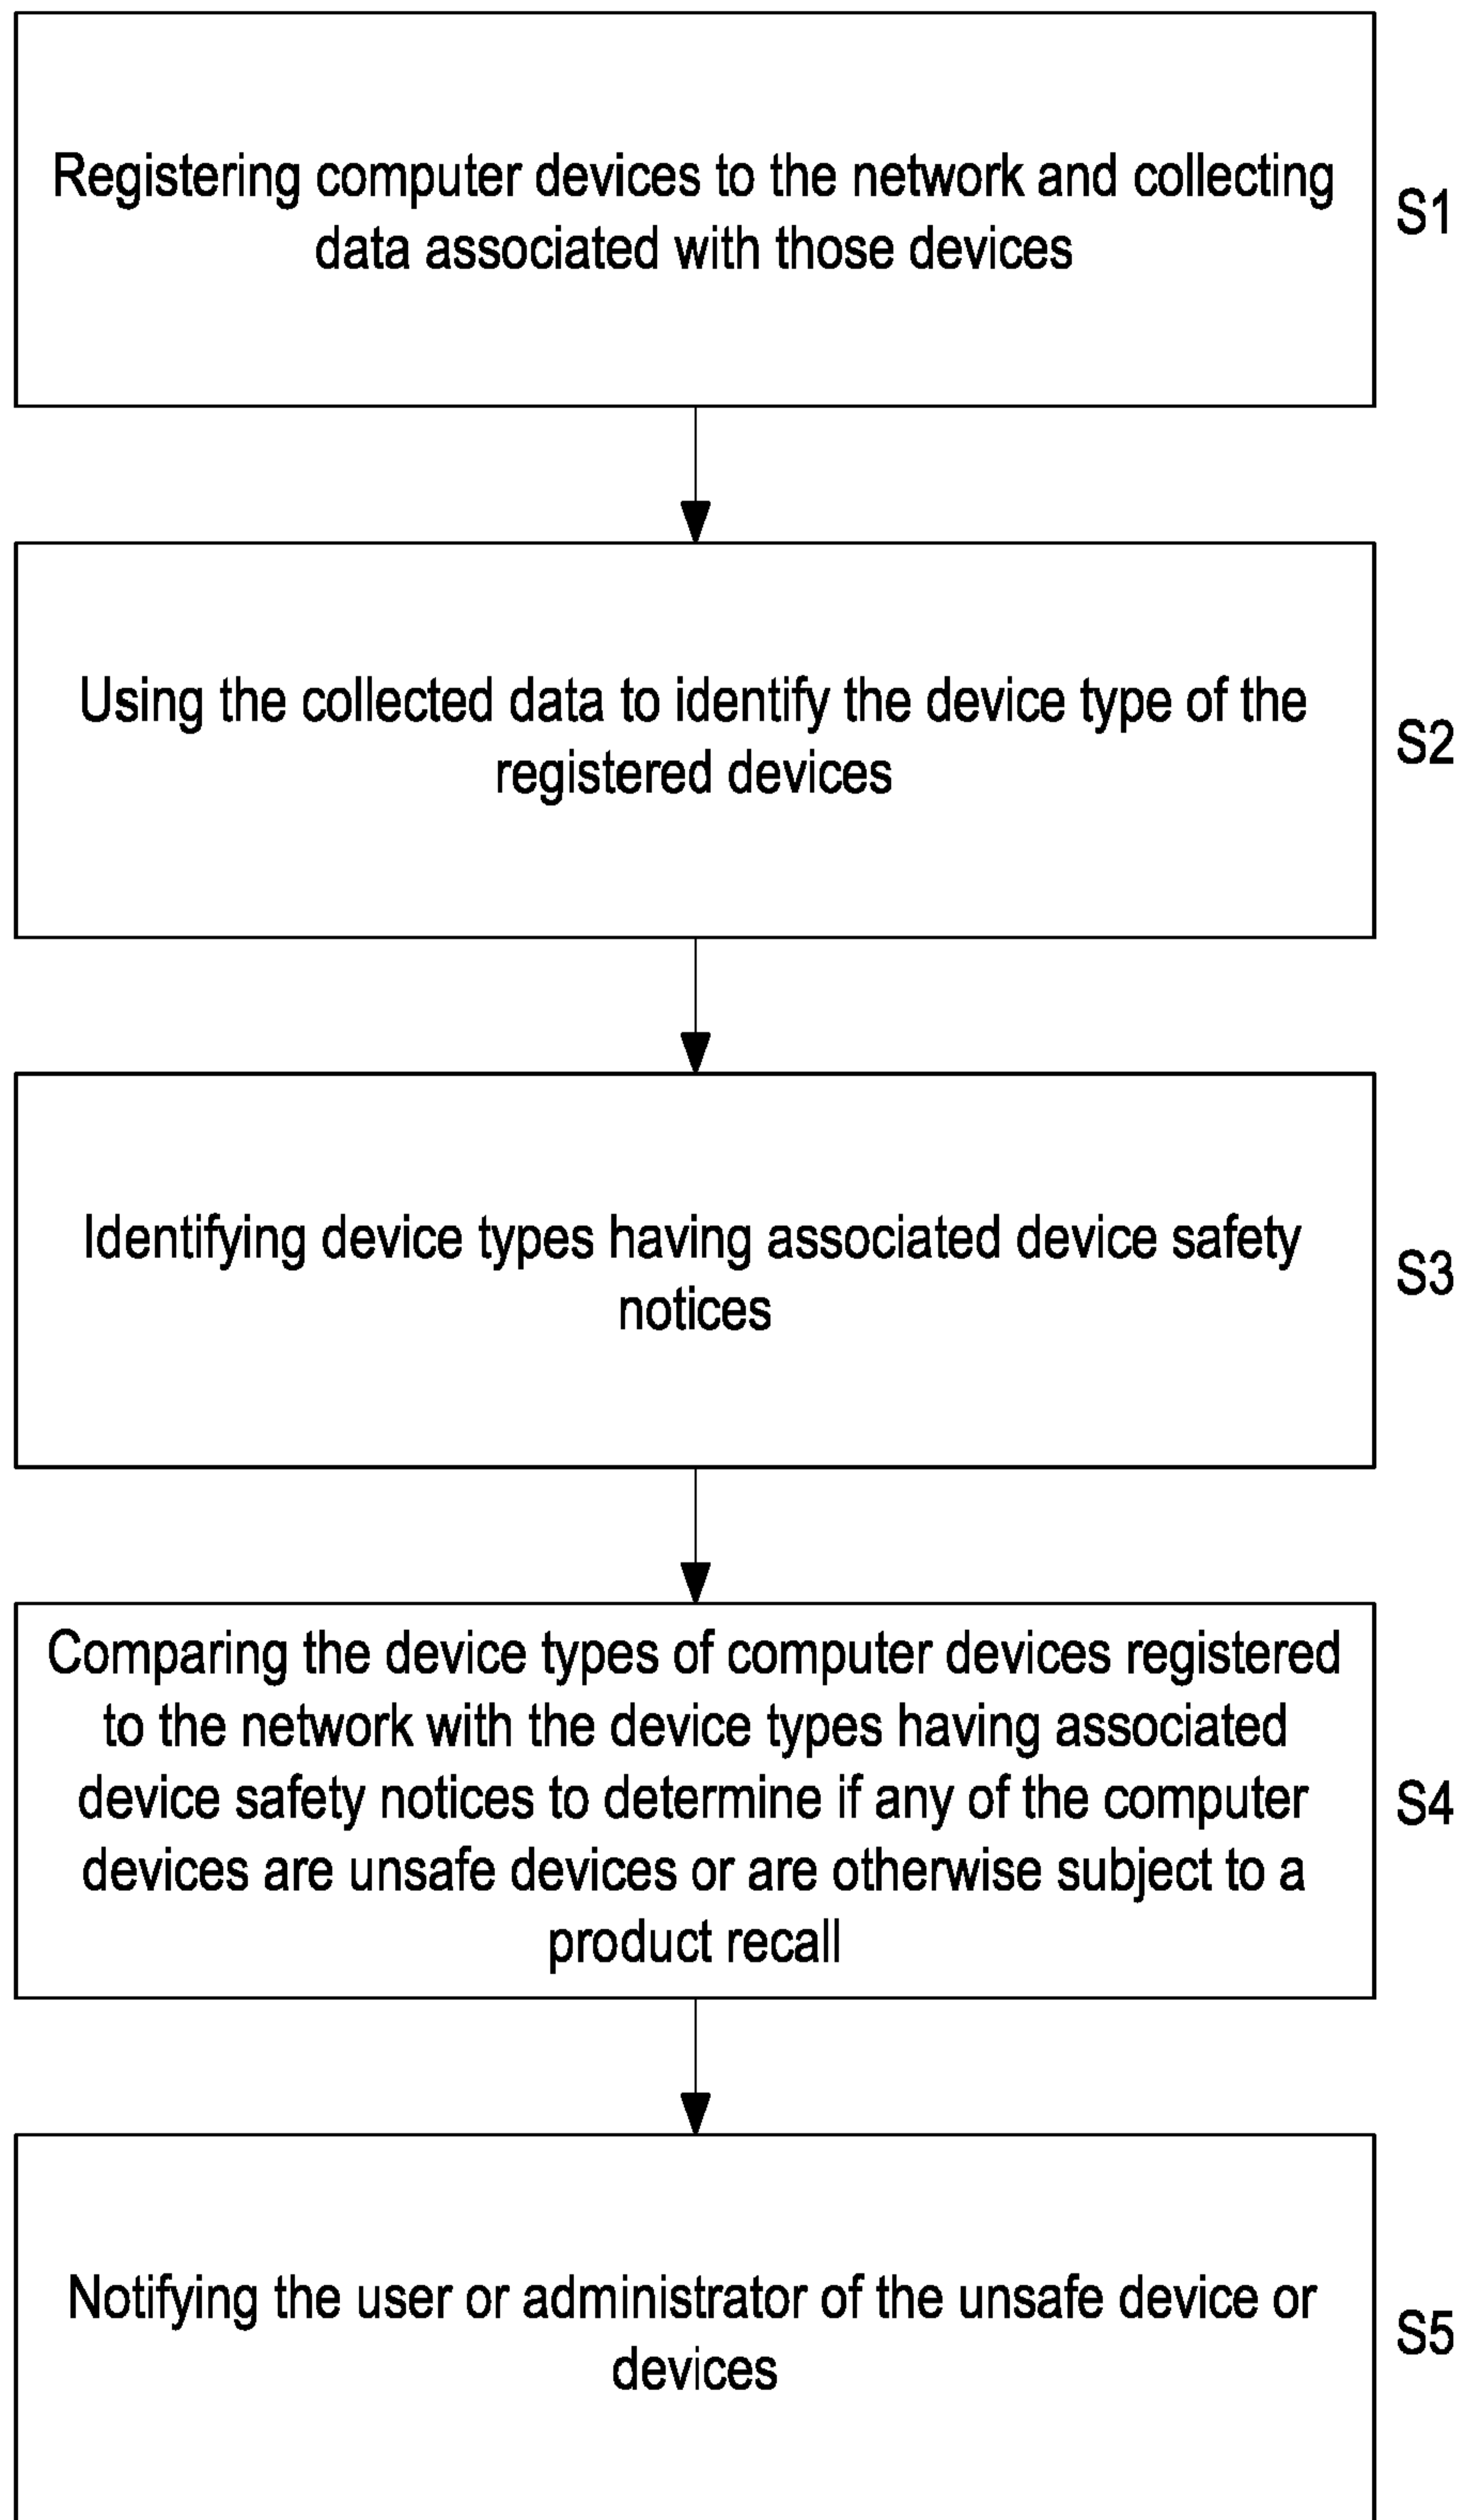 Registering computer devices to the network and collecting
data associated with those devices
S1
Using the collected data to identify the device type of the
registered devices
S2
Identifying device types having associated device safety
notices
S3
Comparing the device types of computer devices registered
to the network with the device types having associated
device safety notices to determine if any of the computer
devices are unsafe devices or are otherwise subject to a
product recall
S4
Notifying the user or administrator of the unsafe device or
devices
S5